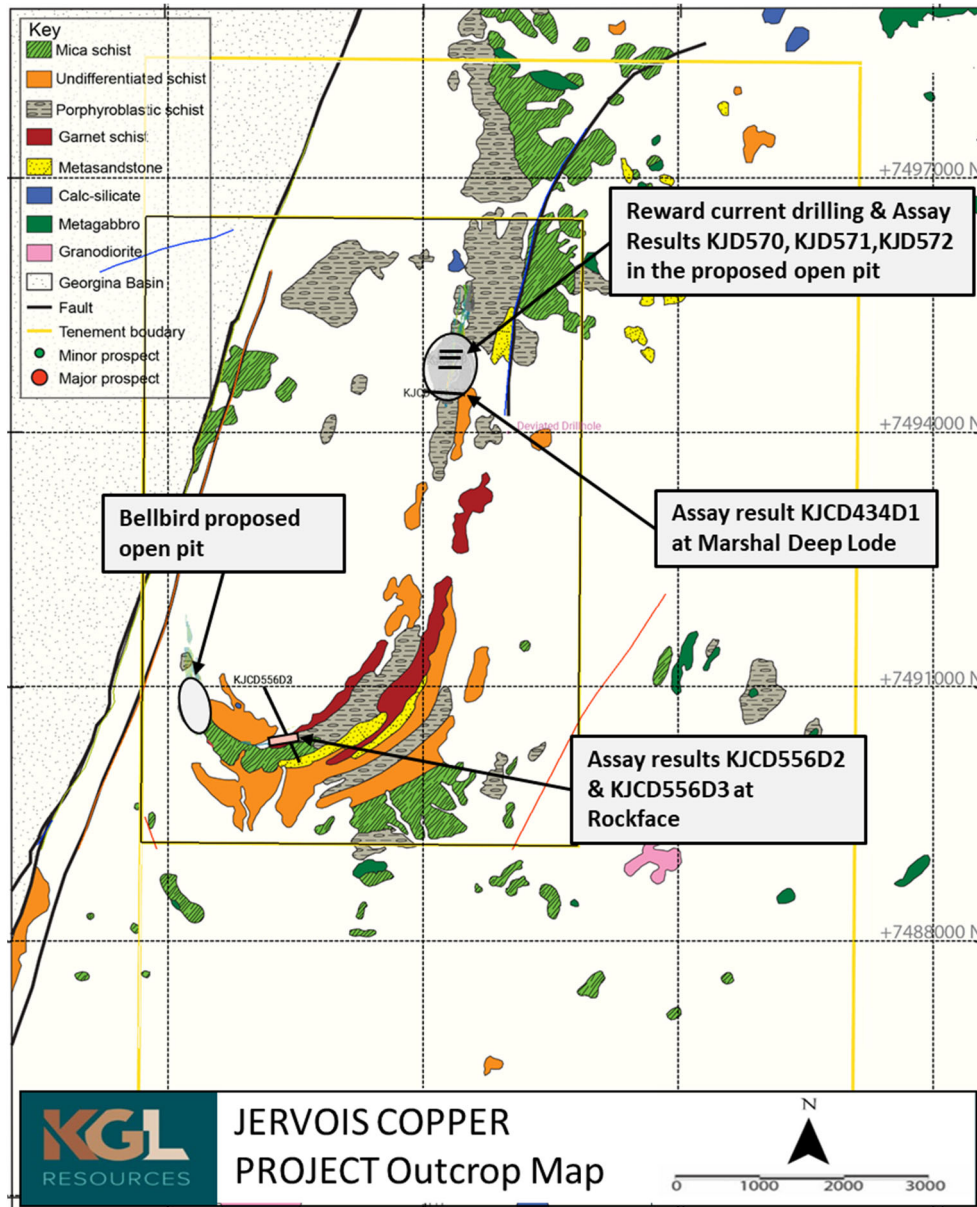 Key
Mica schist
Undifferentiated schist
Porphyroblastic schist
Garnet schist
Metasandstone
Calc-silicate
Metagabbro
Granodiorite
Georgina Basin
Fault
Tenement boudary
Minor prospect
Major prospect
+7497000 N
Reward current drilling & Assay
Results KJD570, KJD571,KJD572
in the proposed open pit
+7494000 N
Deviated Drillhole
Bellbird proposed
open pit
Assay result KJCD434D1
at Marshal Deep Lode
+7491000 N
KJCD556D3
Assay results KJCD556D2
& KJCD556D3 at
Rockface
+7488000 N
KGL
RESOURCES
JERVOIS COPPER
PROJECT Outcrop Map
N
0 1000 2000 3000